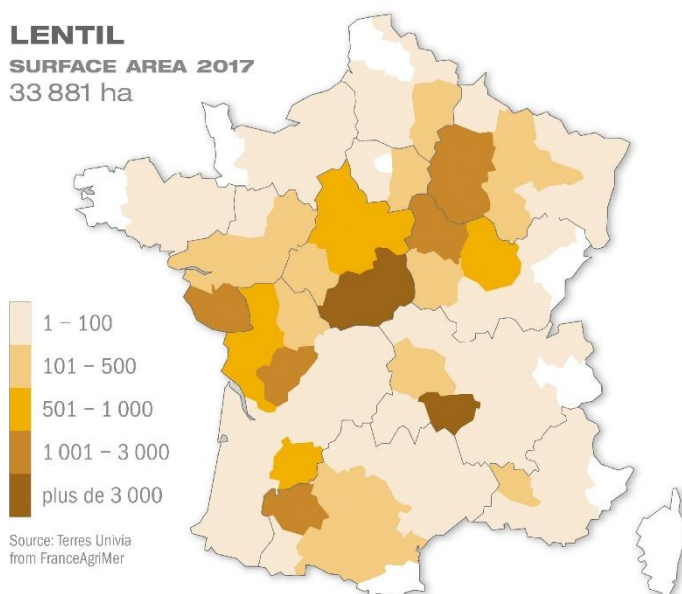 LENTIL
SURFACE AREA 2017
33 881 ha
1 – 100
101 – 500
501 – 1 000
1 001 – 3 000
plus de 3 000
Source: Terres Univia
from FranceAgriMer